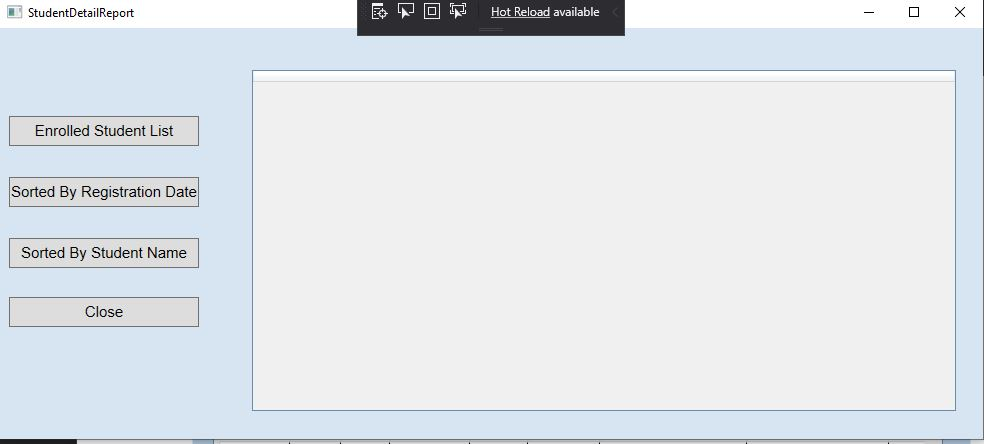 StudentDetailReport
Hot Reload available
Enrolled Student List
Sorted By Registration Date
Sorted By Student Name
Close